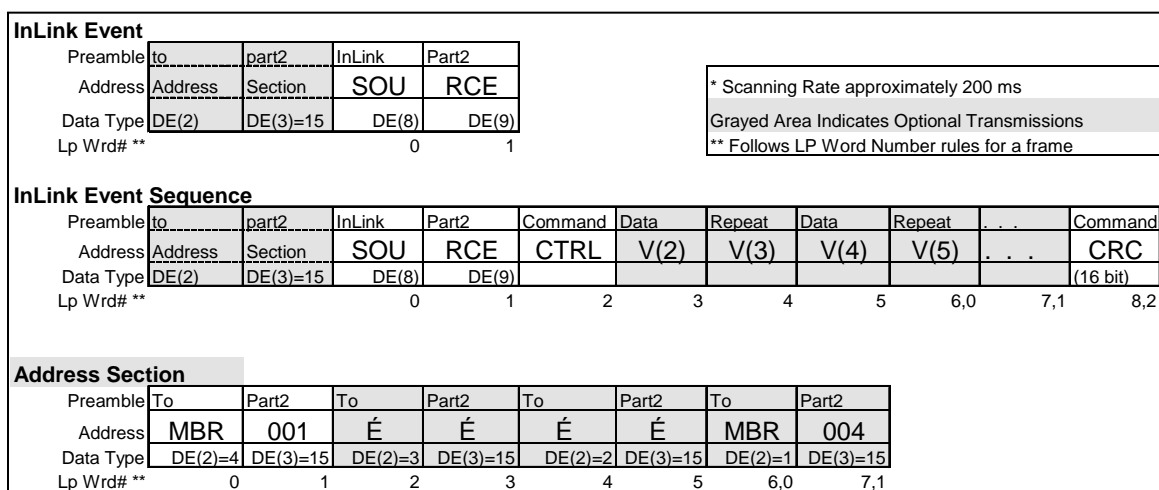 InLink Event
Preamble to part2 InLink Part2
Address Address Section SOU RCE
Data Type DE(2) DE(3)=15 DE(8) DE(9)
Lp Wrd# ** 0 1
* Scanning Rate approximately 200 ms
Grayed Area Indicates Optional Transmissions
** Follows LP Word Number rules for a frame
InLink Event Sequence
Preamble to part2 InLink Part2 Command Data Repeat Data Repeat . . . Command
Address Address Section SOU RCE CTRL V(2) V(3) V(4) V(5) . . . CRC
Data Type DE(2) DE(3)=15 DE(8) DE(9) (16 bit)
Lp Wrd# ** 0 1 2 3 4 5 6,0 7,1 8,2
Address Section
Preamble To Part2 To Part2 To Part2 To Part2
Address MBR 001 É É É É MBR 004
Data Type DE(2)=4 DE(3)=15 DE(2)=3 DE(3)=15 DE(2)=2 DE(3)=15 DE(2)=1 DE(3)=15
Lp Wrd# ** 0 1 2 3 4 5 6,0 7,1